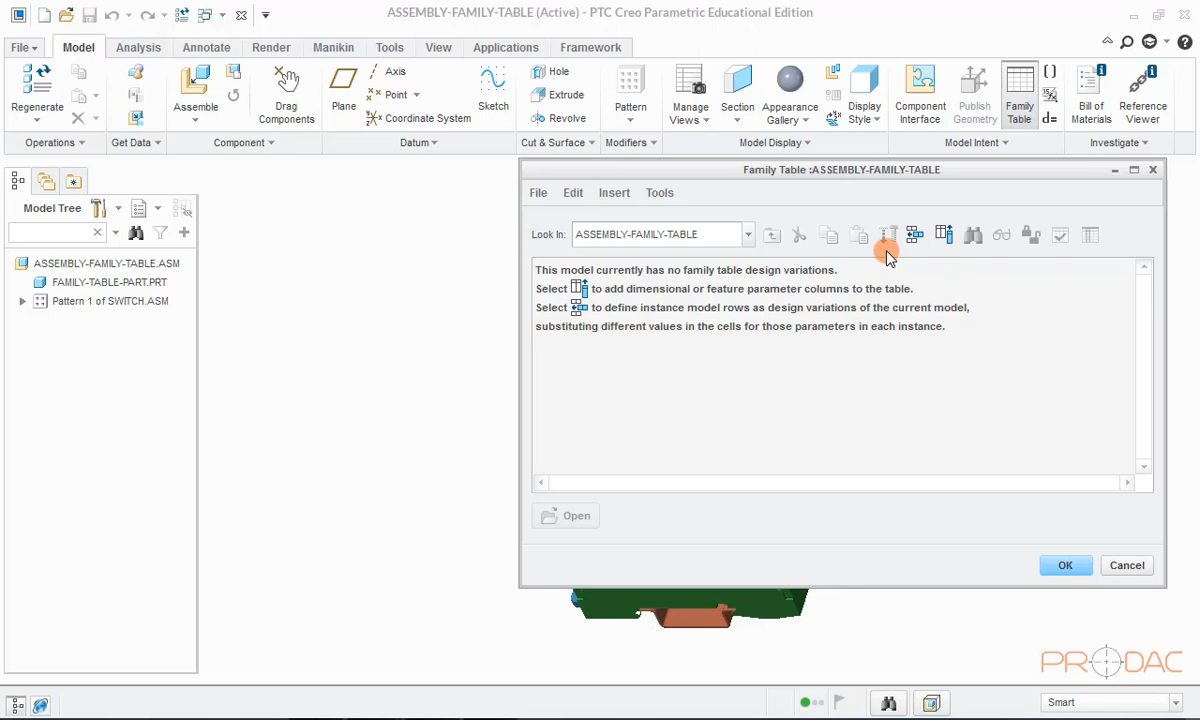 ASSEMBLY-FAMILY-TABLE (Active) - PTC Creo Parametric Educational Edition
File Model Analysis Annotate Render Manikin Tools View Applications Framework
Regenerate
Assemble
Drag Components
Plane
Axis
Point
Coordinate System
Sketch
Hole
Extrude
Revolve
Pattern
Manage Views
Section
Appearance Gallery
Display Style
Component Interface
Publish Geometry
Family Table
d=
Bill of Materials
Reference Viewer
Operations Get Data Component Datum Cut & Surface Modifiers Model Display Model Intent Investigate
Model Tree
ASSEMBLY-FAMILY-TABLE.ASM
FAMILY-TABLE-PART.PRT
Pattern 1 of SWITCH.ASM
Family Table :ASSEMBLY-FAMILY-TABLE
File Edit Insert Tools
Look In: ASSEMBLY-FAMILY-TABLE
This model currently has no family table design variations.
Select to add dimensional or feature parameter columns to the table.
Select to define instance model rows as design variations of the current model,
substituting different values in the cells for those parameters in each instance.
Open
OK Cancel
PRODAC
Smart